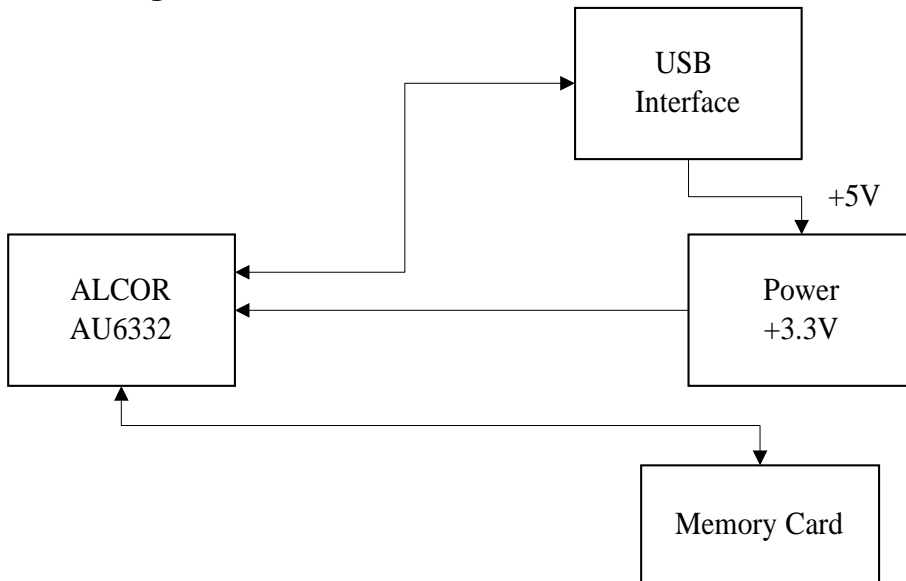 USB
Interface
+5V
ALCOR
AU6332
Power
+3.3V
Memory Card